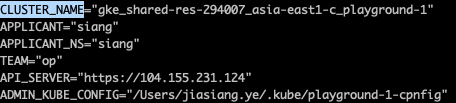 CLUSTER_NAME="gke_shared-res-294007_asia-east1-c_playground-1"
APPLICANT="siang"
APPLICANT_NS="siang"
TEAM="op"
API_SERVER="https://104.155.231.124"
ADMIN_KUBE_CONFIG="/Users/jiasiang.ye/.kube/playground-1-cpnfig"